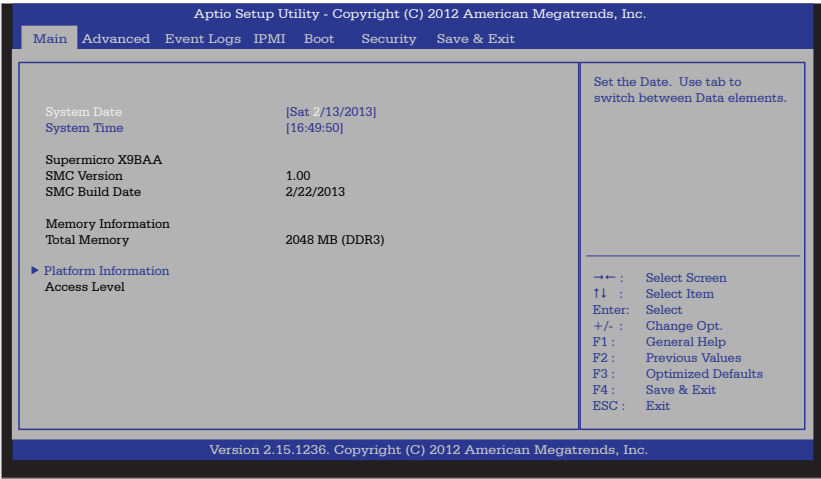 Aptio Setup Utility - Copyright (C) 2012 American Megatrends, Inc.
Main Advanced Event Logs IPMI Boot Security Save & Exit
System Date [Sat 2/13/2013]
System Time [16:49:50]
Supermicro X9BAA
SMC Version 1.00
SMC Build Date 2/22/2013
Memory Information
Total Memory 2048 MB (DDR3)
▶ Platform Information
Access Level
Set the Date. Use tab to
switch between Data elements.
→← : Select Screen
↑↓ : Select Item
Enter: Select
+/- : Change Opt.
F1 : General Help
F2 : Previous Values
F3 : Optimized Defaults
F4 : Save & Exit
ESC : Exit
Version 2.15.1236. Copyright (C) 2012 American Megatrends, Inc.